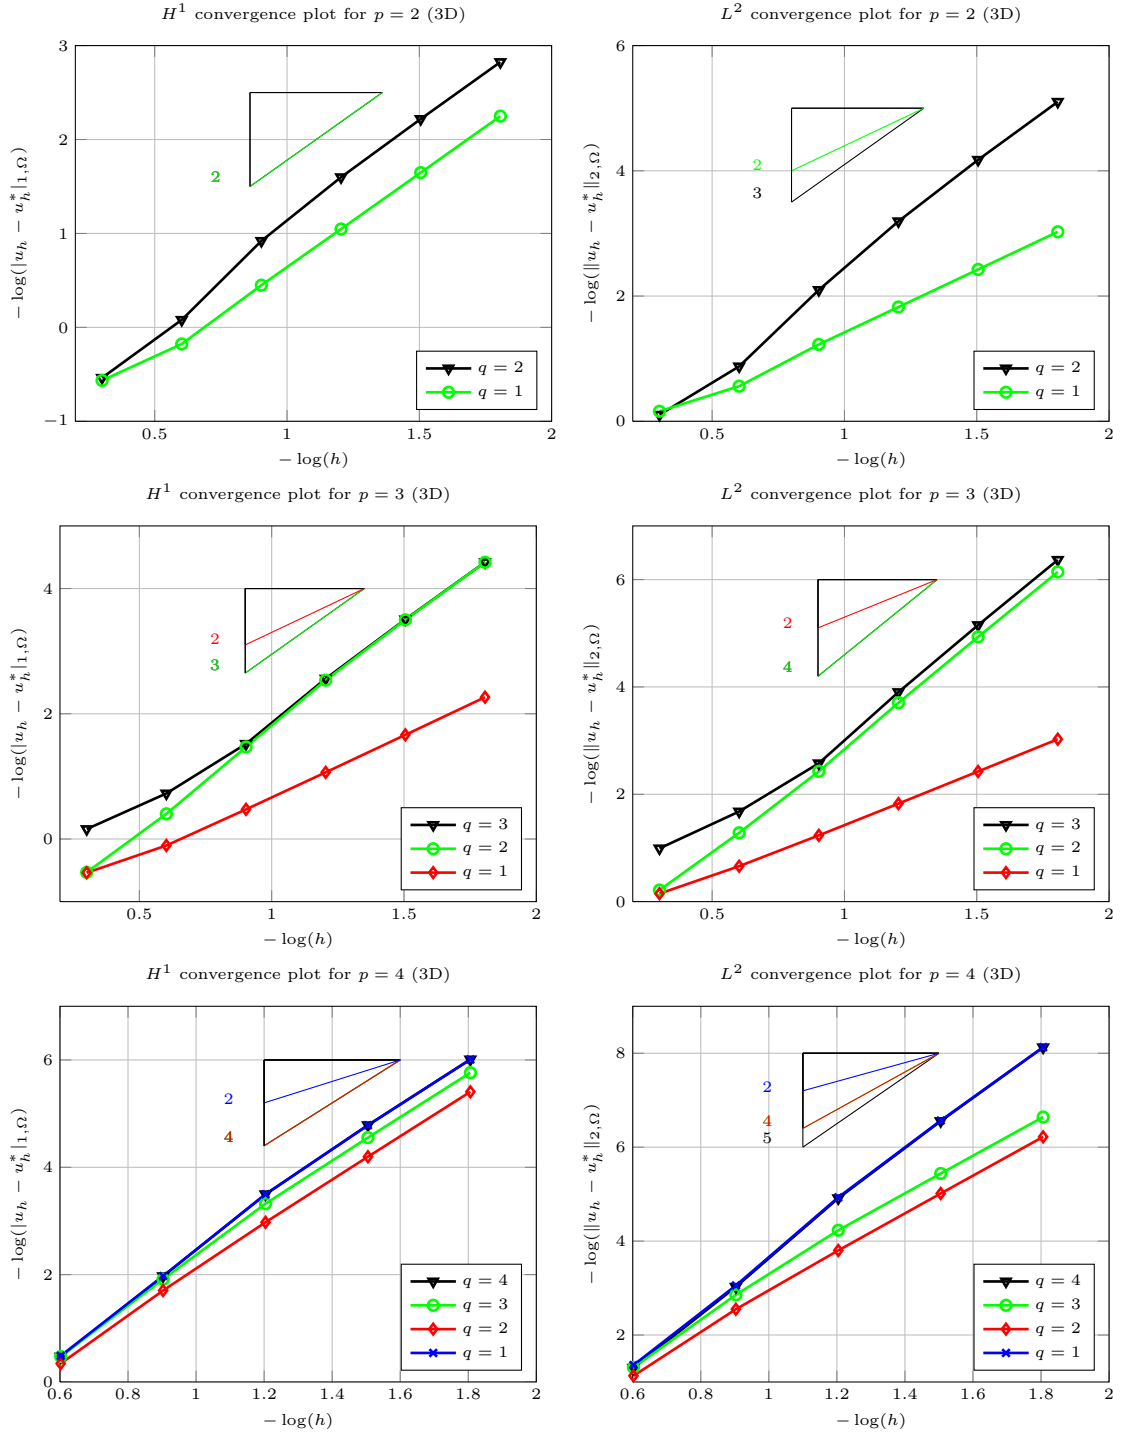 H¹ convergence plot for p = 2 (3D)
3
2
1
0
−1
− log(|u_h − u_h^*|_{1,Ω})
2
q = 2
q = 1
0.5 1 1.5 2
− log(h)
L² convergence plot for p = 2 (3D)
6
4
2
0
− log(‖u_h − u_h^*‖_{2,Ω})
2
3
q = 2
q = 1
0.5 1 1.5 2
− log(h)
H¹ convergence plot for p = 3 (3D)
4
2
0
− log(|u_h − u_h^*|_{1,Ω})
2
3
q = 3
q = 2
q = 1
0.5 1 1.5 2
− log(h)
L² convergence plot for p = 3 (3D)
6
4
2
0
− log(‖u_h − u_h^*‖_{2,Ω})
2
4
q = 3
q = 2
q = 1
0.5 1 1.5 2
− log(h)
H¹ convergence plot for p = 4 (3D)
6
4
2
0
− log(|u_h − u_h^*|_{1,Ω})
2
4
q = 4
q = 3
q = 2
q = 1
0.6 0.8 1 1.2 1.4 1.6 1.8 2
− log(h)
L² convergence plot for p = 4 (3D)
8
6
4
2
− log(‖u_h − u_h^*‖_{2,Ω})
2
4
5
q = 4
q = 3
q = 2
q = 1
0.6 0.8 1 1.2 1.4 1.6 1.8 2
− log(h)